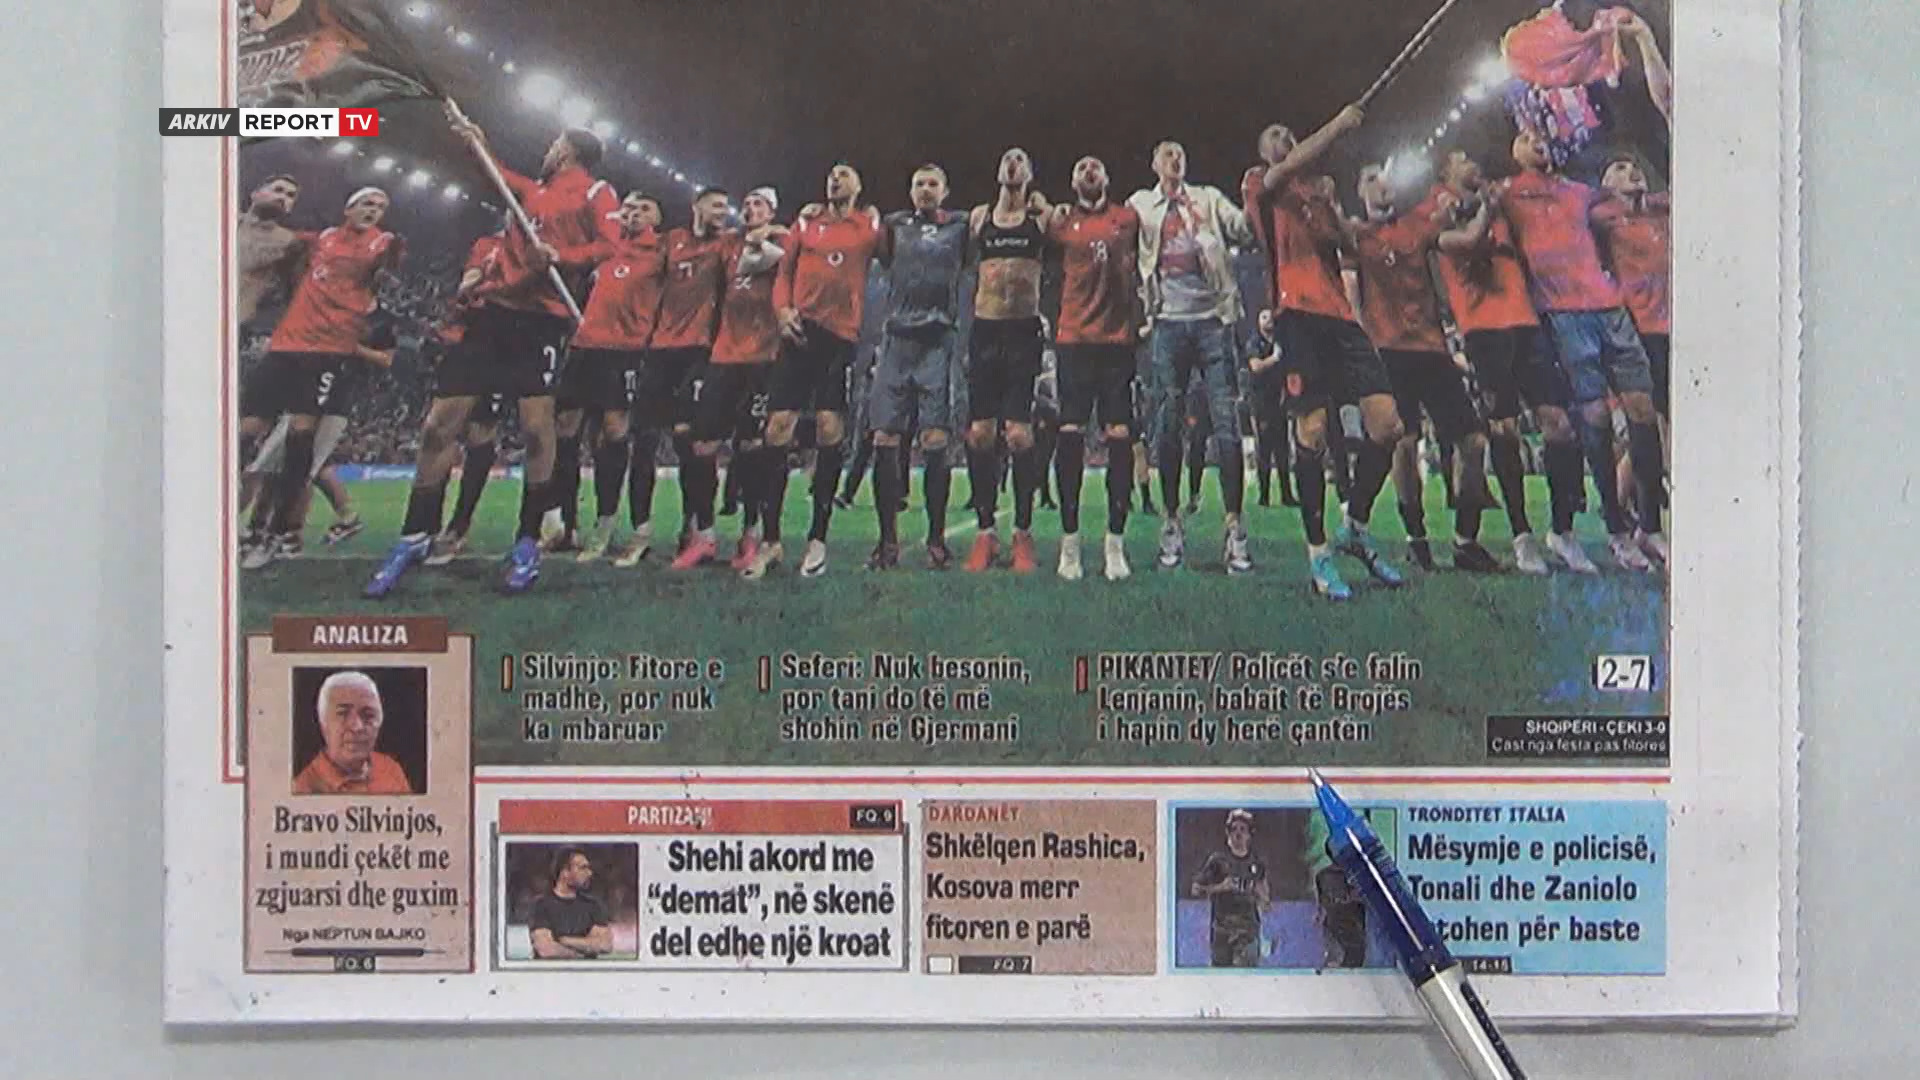 ARKIV REPORT TV
ANALIZA
Bravo Silvinjos,
i mundi çekët me
zgjuarsi dhe guxim
Nga NEPTUN BAJKO
FQ. 6
Silvinjo: Fitore e
madhe, por nuk
ka mbaruar
Seferi: Nuk besonin,
por tani do të më
shohin në Gjermani
PIKANTET/ Policët s'e falin
Lenjanin, babait të Brojës
i hapin dy herë çantën
2-7
SHQIPERI - ÇEKI 3-0
Çast nga festa pas fitores
PARTIZANI
FQ. 9
Shehi akord me
“demat”, në skenë
del edhe një kroat
DARDANËT
Shkëlqen Rashica,
Kosova merr
fitoren e parë
FQ. 7
TRONDITET ITALIA
Mësymje e policisë,
Tonali dhe Zaniolo
për baste
14-15